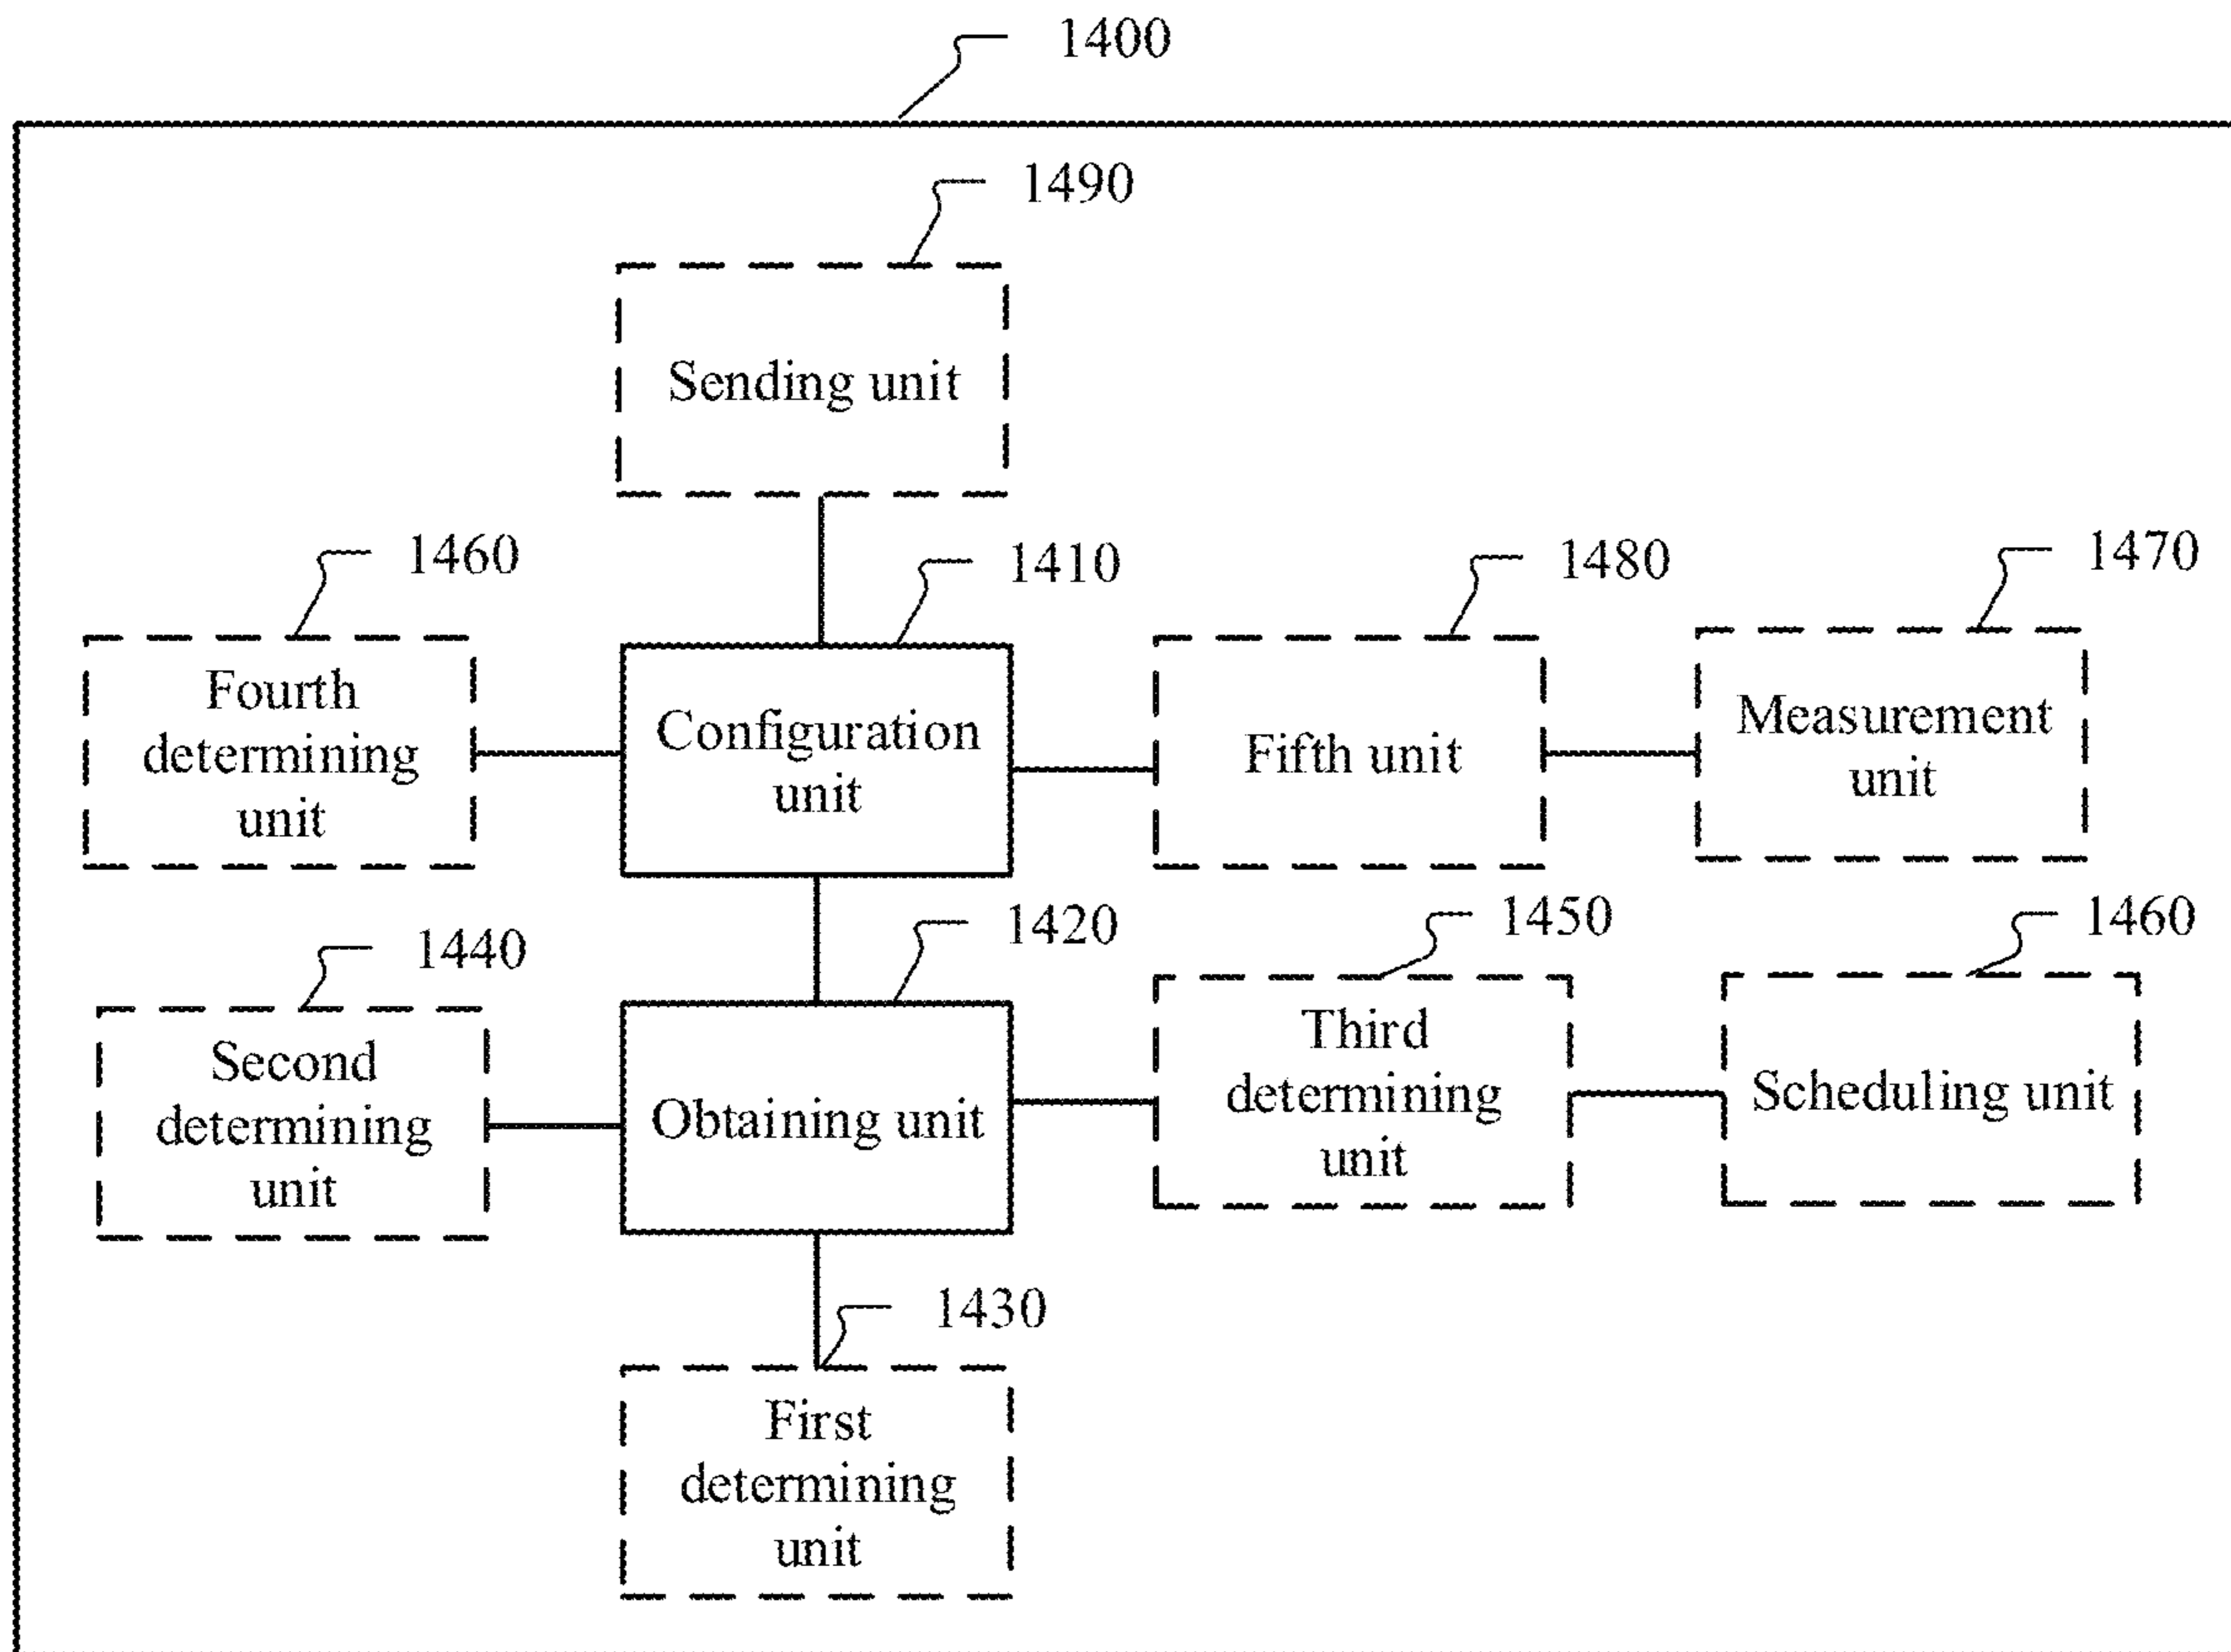 1400
1490
Sending unit
1460
1410
1480
1470
Fourth
determining
unit
Configuration
unit
Fifth unit
Measurement
unit
1440
1420
1450
1460
Second
determining
unit
Obtaining unit
Third
determining
unit
Scheduling unit
1430
First
determining
unit